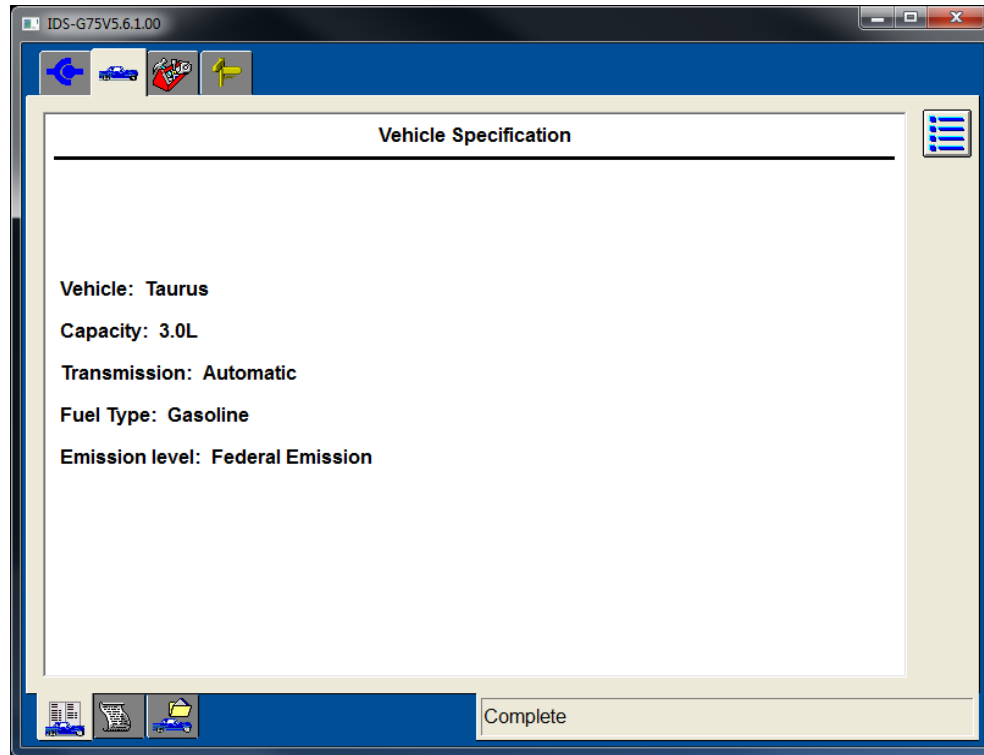 IDS-G75V5.6.1.00
Vehicle Specification
Vehicle: Taurus
Capacity: 3.0L
Transmission: Automatic
Fuel Type: Gasoline
Emission level: Federal Emission
Complete